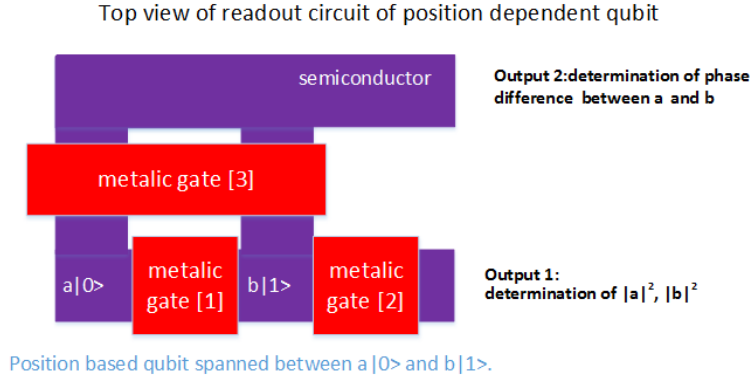 Top view of readout circuit of position dependent qubit
semiconductor
Output 2:determination of phase
difference between a and b
metalic gate [3]
a|0>
metalic
gate [1]
b|1>
metalic
gate [2]
Output 1:
determination of |a|², |b|²
Position based qubit spanned between a|0> and b|1>.